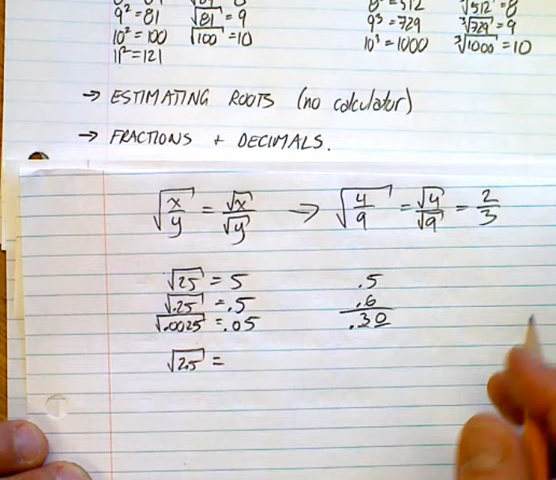 9² = 81 √81 = 9 9³ = 729 ∛729 = 9
10² = 100 √100 = 10 10³ = 1000 ∛1000 = 10
11² = 121
→ ESTIMATING ROOTS (no calculator)
→ FRACTIONS + DECIMALS.
√(x/y) = √x/√y → √(4/9) = √4/√9 = 2/3
√25 = 5 .5
√.25 = .5 .6
√.0025 = .05 .30
√2.5 =